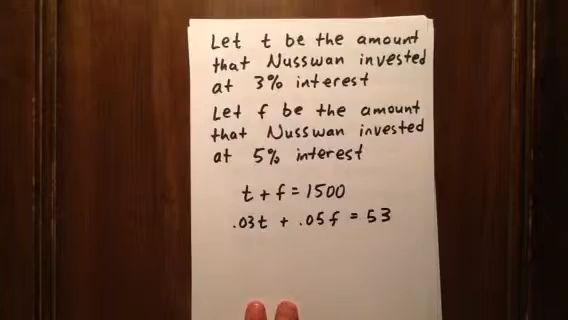 Let t be the amount
that Nusswan invested
at 3% interest
Let f be the amount
that Nusswan invested
at 5% interest
t + f = 1500
.03t + .05f = 53